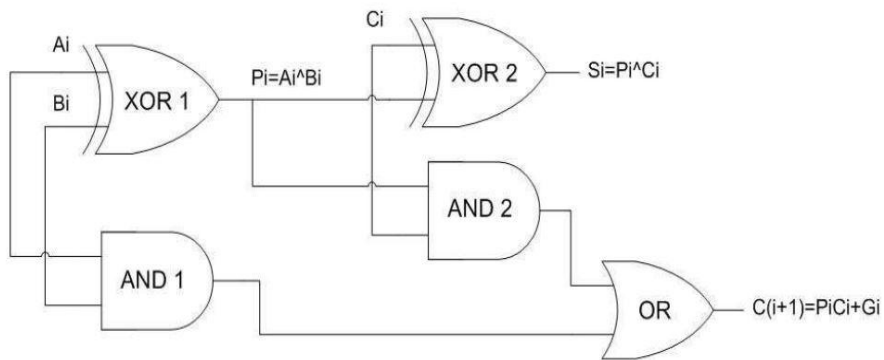 Ai
Bi
XOR 1
Pi=Ai^Bi
Ci
XOR 2
Si=Pi^Ci
AND 2
AND 1
OR
C(i+1)=PiCi+Gi